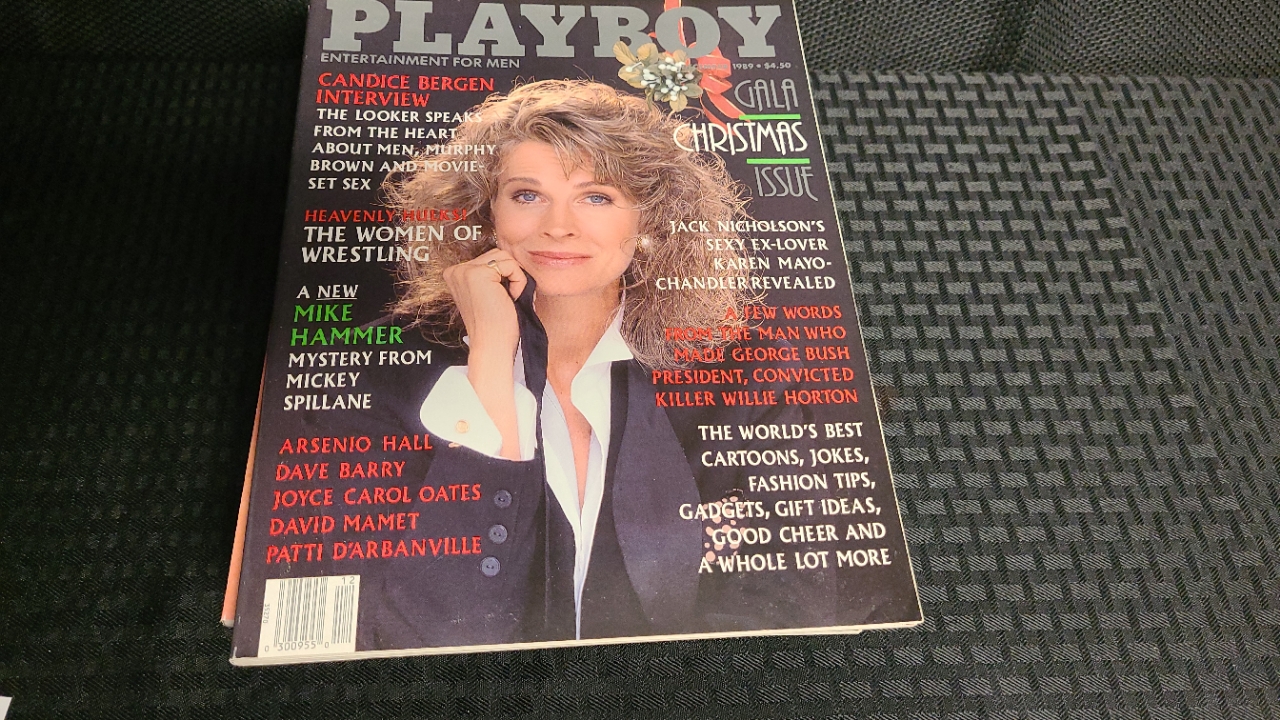 PLAYBOY
ENTERTAINMENT FOR MEN
1989 • $4.50
CANDICE BERGEN
INTERVIEW
THE LOOKER SPEAKS
FROM THE HEART
ABOUT MEN, MURPHY
BROWN AND MOVIE-
SET SEX
HEAVENLY HULKS!
THE WOMEN OF
WRESTLING
A NEW
MIKE
HAMMER
MYSTERY FROM
MICKEY
SPILLANE
ARSENIO HALL
DAVE BARRY
JOYCE CAROL OATES
DAVID MAMET
PATTI D'ARBANVILLE
GALA
CHRISTMAS
ISSUE
JACK NICHOLSON'S
SEXY EX-LOVER
KAREN MAYO-
CHANDLER REVEALED
A FEW WORDS
FROM THE MAN WHO
MADE GEORGE BUSH
PRESIDENT, CONVICTED
KILLER WILLIE HORTON
THE WORLD'S BEST
CARTOONS, JOKES,
FASHION TIPS,
GADGETS, GIFT IDEAS,
GOOD CHEER AND
A WHOLE LOT MORE
12
0 300955 0